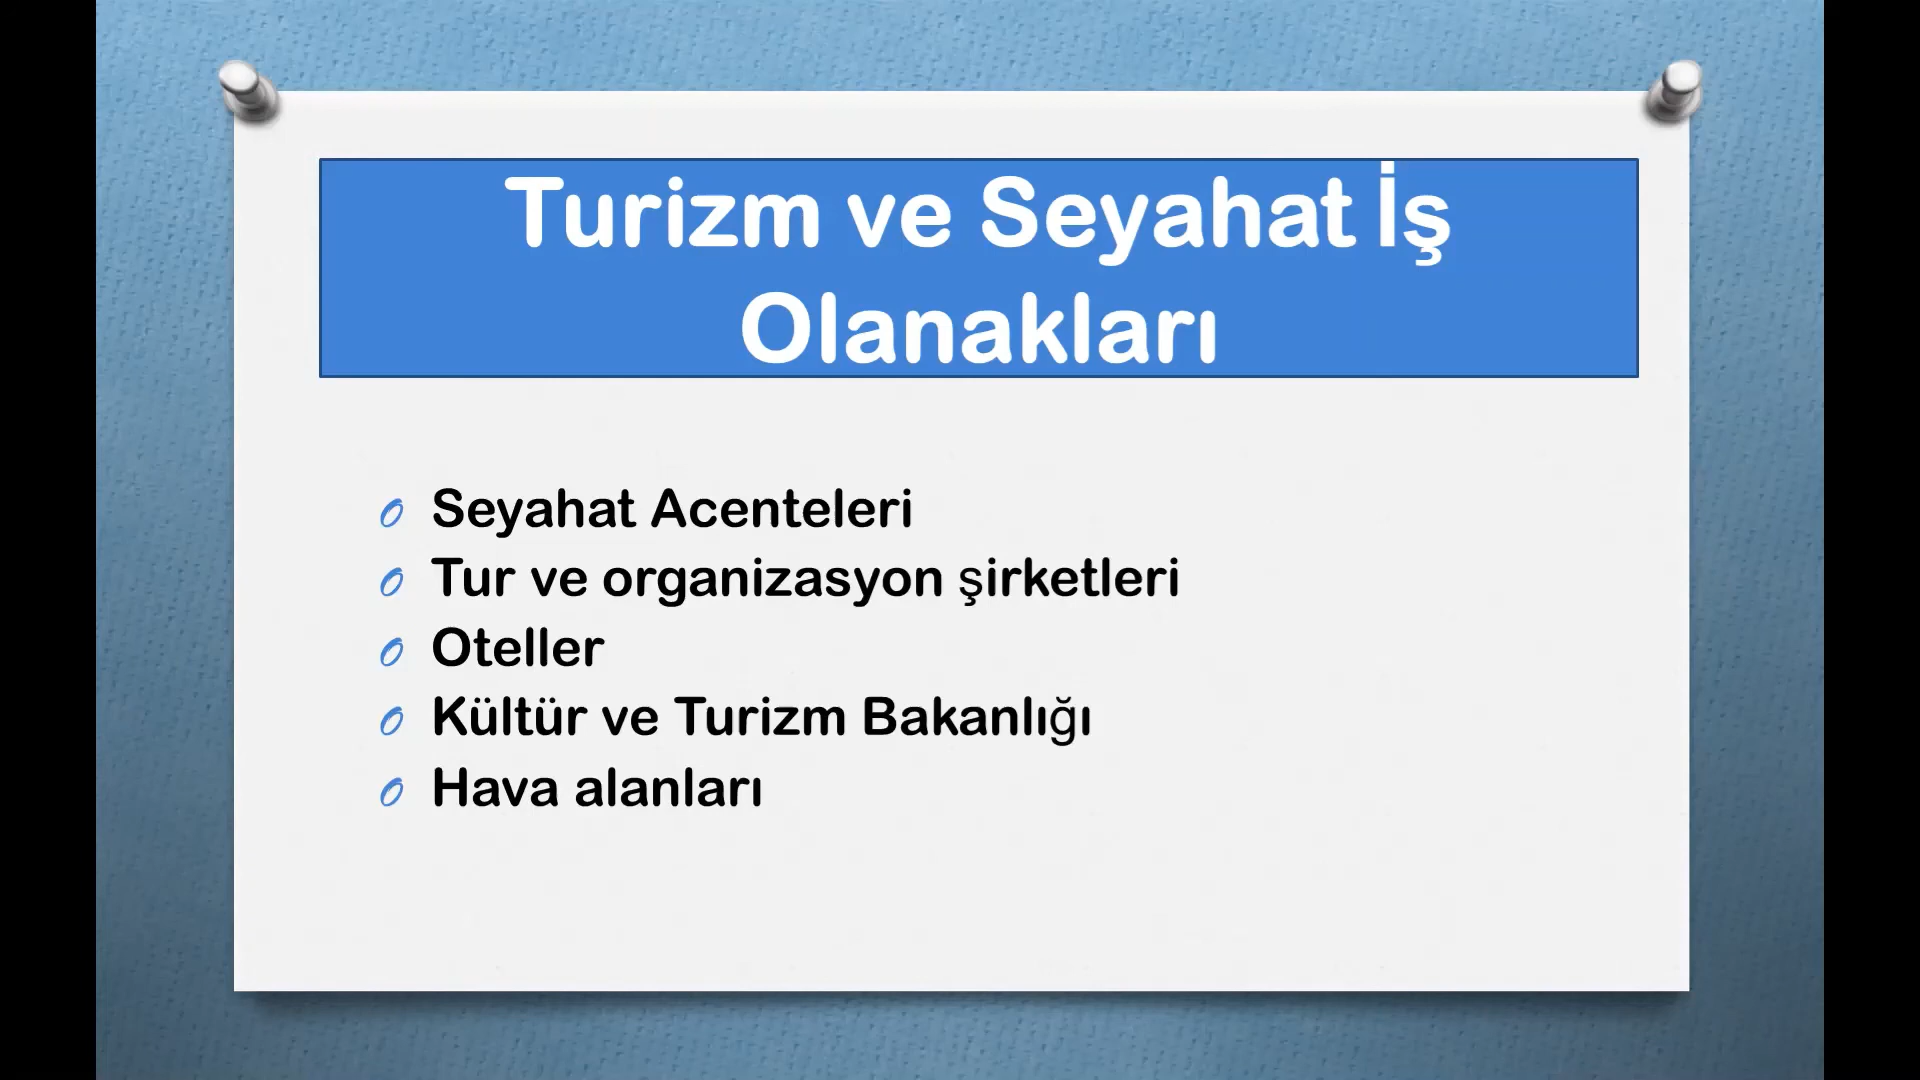 Turizm ve Seyahat İş
Olanakları
Seyahat Acenteleri
Tur ve organizasyon şirketleri
Oteller
Kültür ve Turizm Bakanlığı
Hava alanları